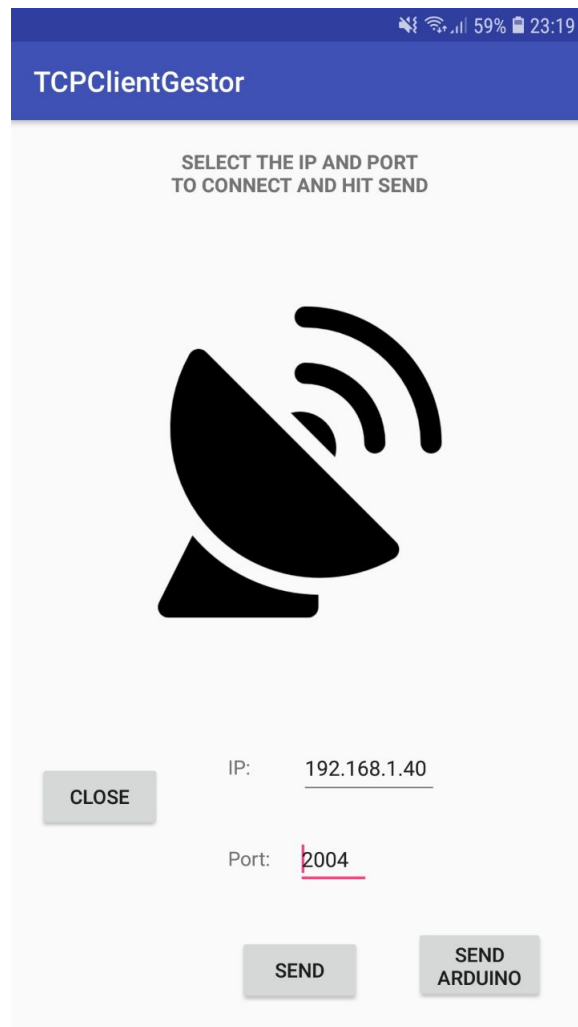 59% 23:19
TCPClientGestor
SELECT THE IP AND PORT
TO CONNECT AND HIT SEND
IP: 192.168.1.40
CLOSE
Port: 2004
SEND
SEND
ARDUINO